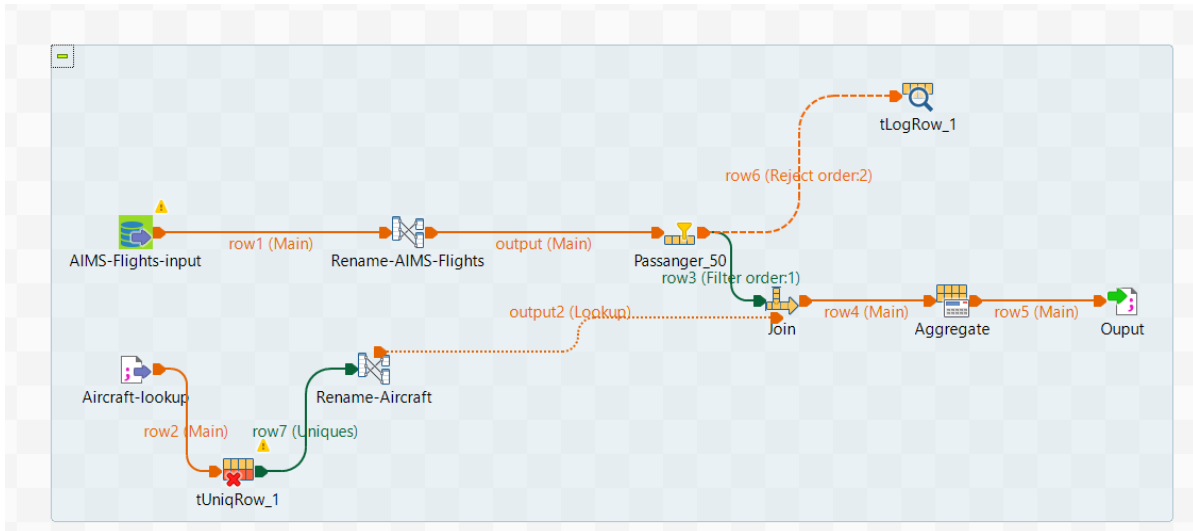 tLogRow_1
row6 (Reject order:2)
row1 (Main)
output (Main)
AIMS-Flights-input
Rename-AIMS-Flights
Passanger_50
row3 (Filter order:1)
output2 (Lookup)
row4 (Main)
row5 (Main)
Join
Aggregate
Ouput
Aircraft-lookup
Rename-Aircraft
row2 (Main)
row7 (Uniques)
tUniqRow_1